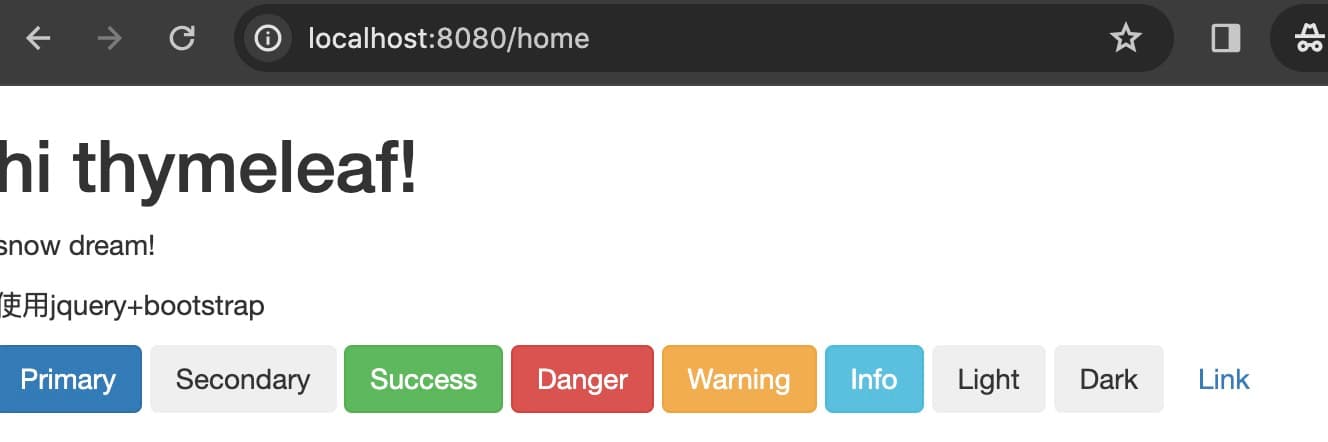 localhost:8080/home
hi thymeleaf!
snow dream!
使用jquery+bootstrap
Primary Secondary Success Danger Warning Info Light Dark Link